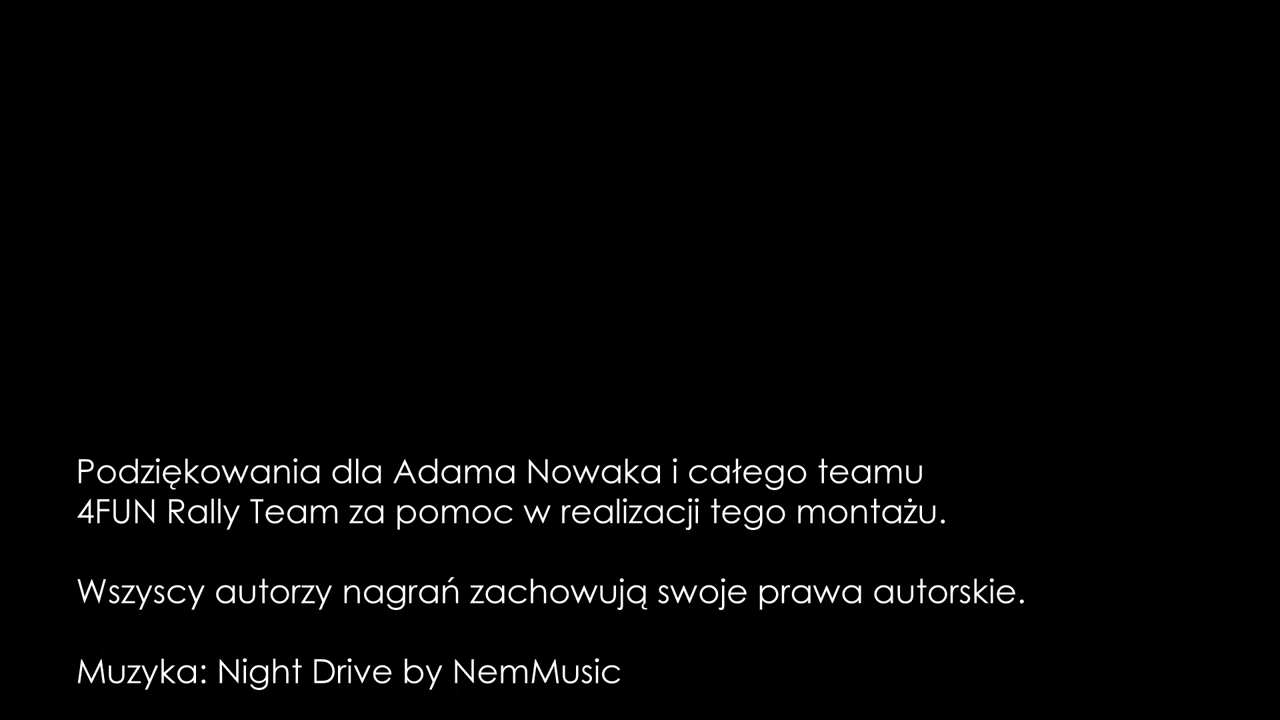 Podziękowania dla Adama Nowaka i całego teamu
4FUN Rally Team za pomoc w realizacji tego montażu.
Wszyscy autorzy nagrań zachowują swoje prawa autorskie.
Muzyka: Night Drive by NemMusic